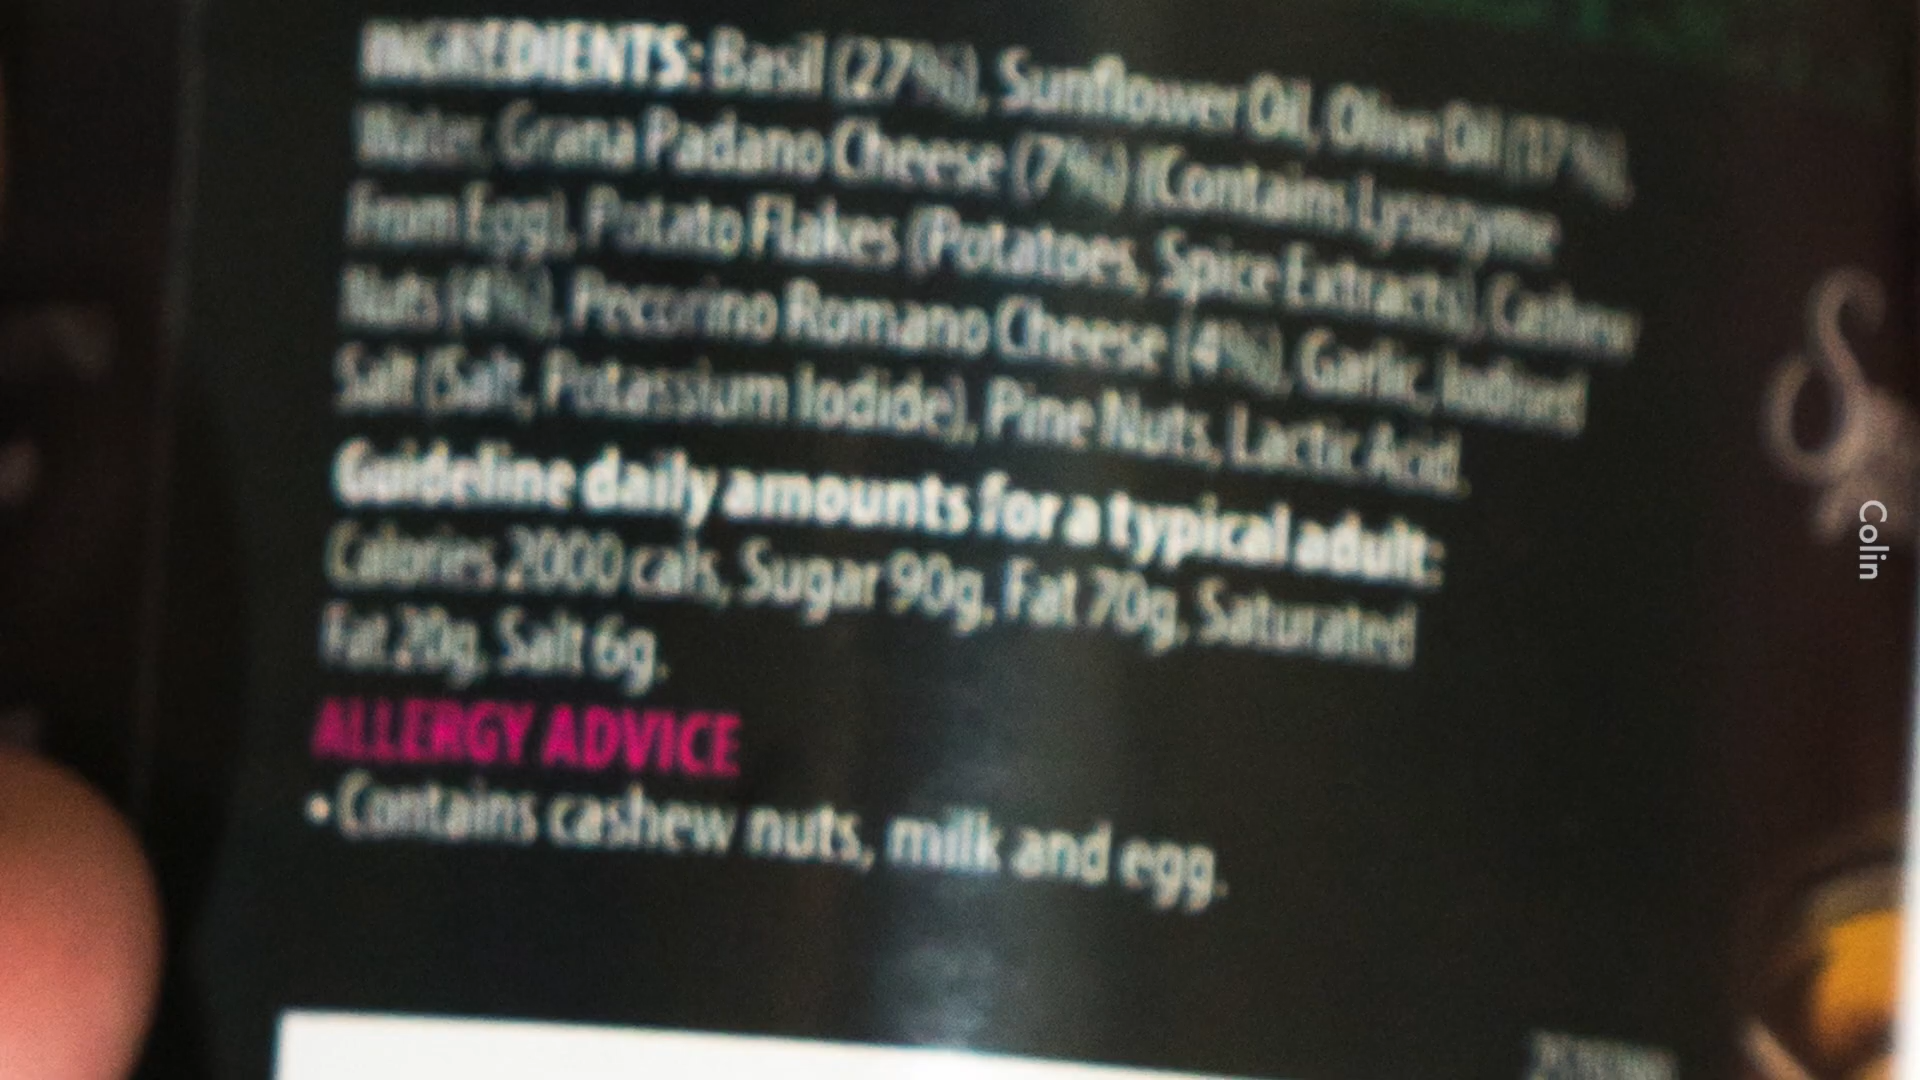 INGREDIENTS: Basil (27%), Sunflower Oil, Olive Oil (17%),
Water, Grana Padano Cheese (7%) (Contains Lysozyme
From Egg), Potato Flakes (Potatoes, Spice Extracts), Cashew
Nuts (4%), Pecorino Romano Cheese (4%), Garlic, Iodised
Salt (Salt, Potassium Iodide), Pine Nuts, Lactic Acid.
Guideline daily amounts for a typical adult:
Calories 2000 cals, Sugar 90g, Fat 70g, Saturated
Fat 20g, Salt 6g.
ALLERGY ADVICE
• Contains cashew nuts, milk and egg.
Colin